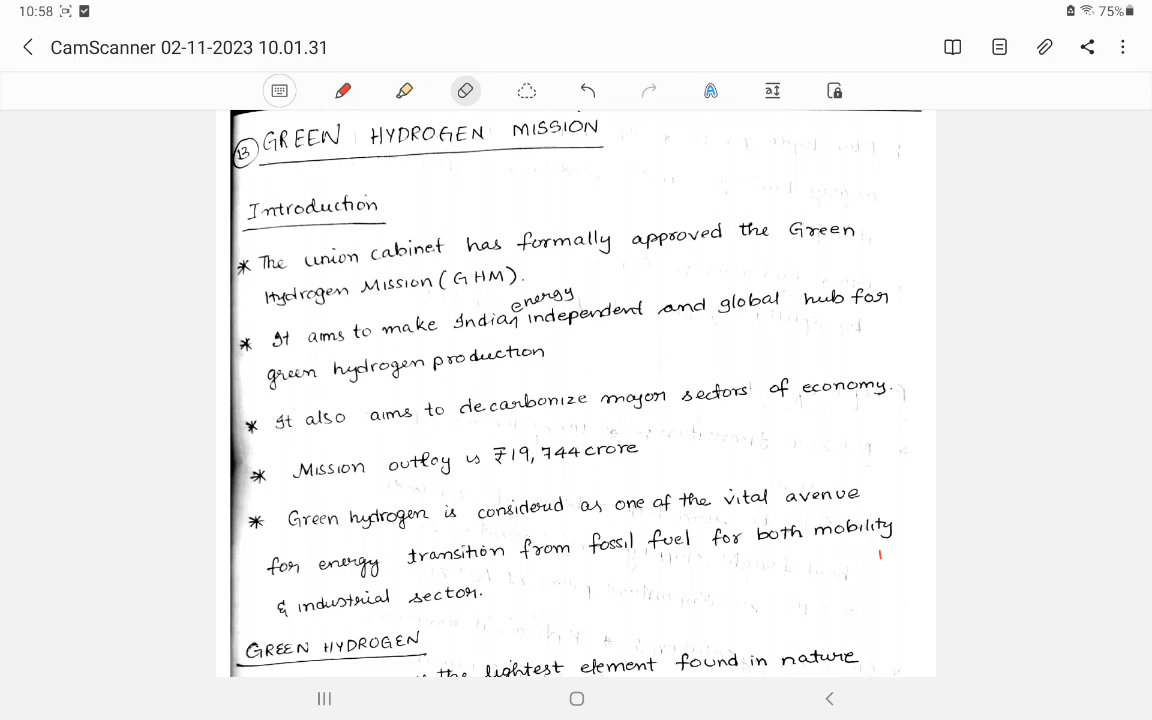 10:58
75%
CamScanner 02-11-2023 10.01.31
13 GREEN HYDROGEN MISSION
Introduction
* The union cabinet has formally approved the Green
Hydrogen Mission (GHM).
energy
* It aims to make India independent and global hub for
green hydrogen production
* It also aims to decarbonize major sectors of economy.
* Mission outlay is ₹19,744 crore
* Green hydrogen is considered as one of the vital avenue
for energy transition from fossil fuel for both mobility
& industrial sector.
GREEN HYDROGEN
the lightest element found in nature